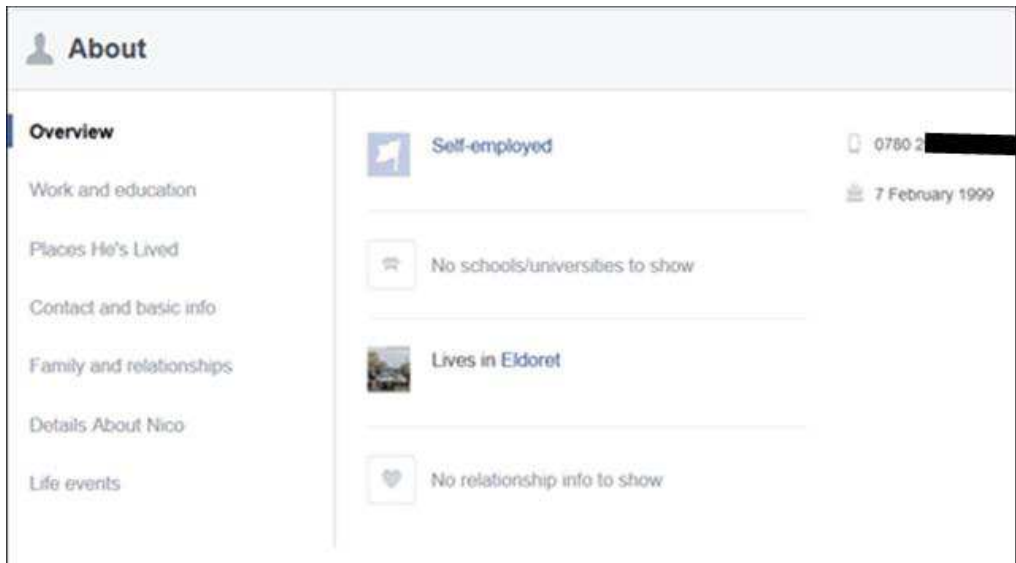 About
Overview
Work and education
Places He's Lived
Contact and basic info
Family and relationships
Details About Nico
Life events
Self-employed
No schools/universities to show
Lives in Eldoret
No relationship info to show
0780 2
7 February 1999